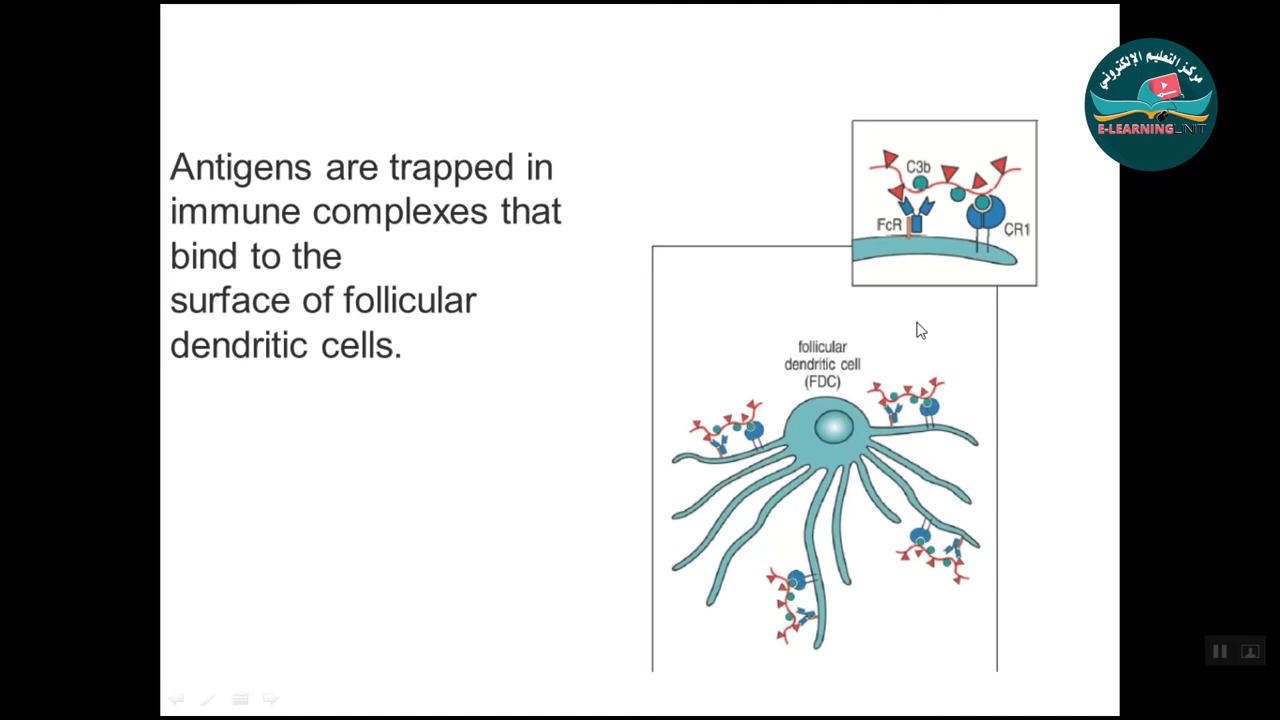 مركز التعليم الإلكتروني
E-LEARNING UNIT
Antigens are trapped in
immune complexes that
bind to the
surface of follicular
dendritic cells.
C3b
FcR
CR1
follicular
dendritic cell
(FDC)